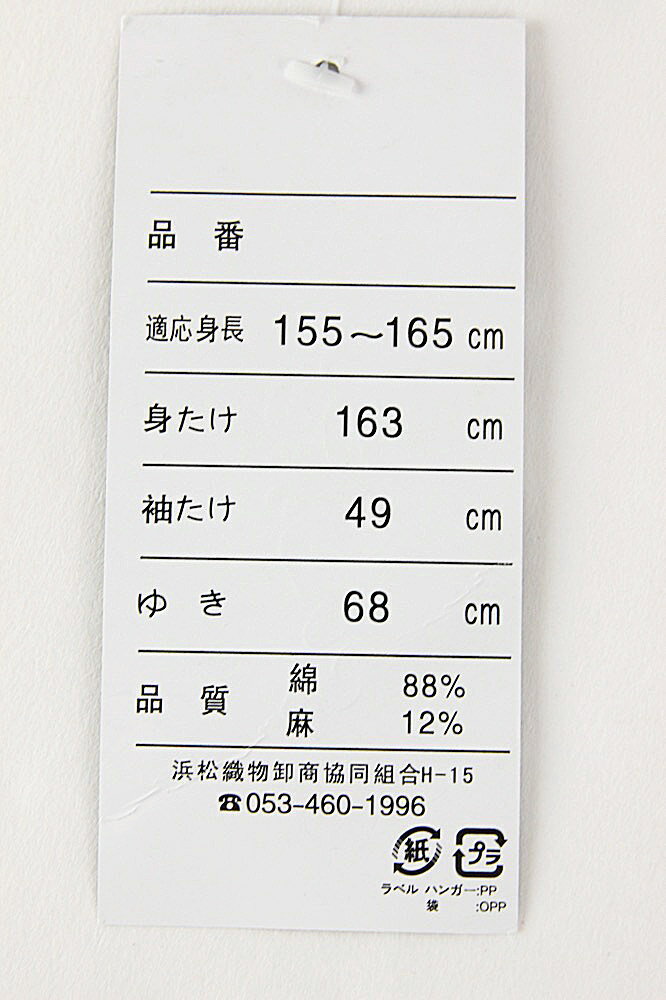 品 番
適応身長 155～165 cm
身たけ 163 cm
袖たけ 49 cm
ゆ き 68 cm
品 質 綿 88%
麻 12%
浜松織物卸商協同組合H-15
☎053-460-1996
紙 プラ
ラベル ハンガー:PP
袋 :OPP